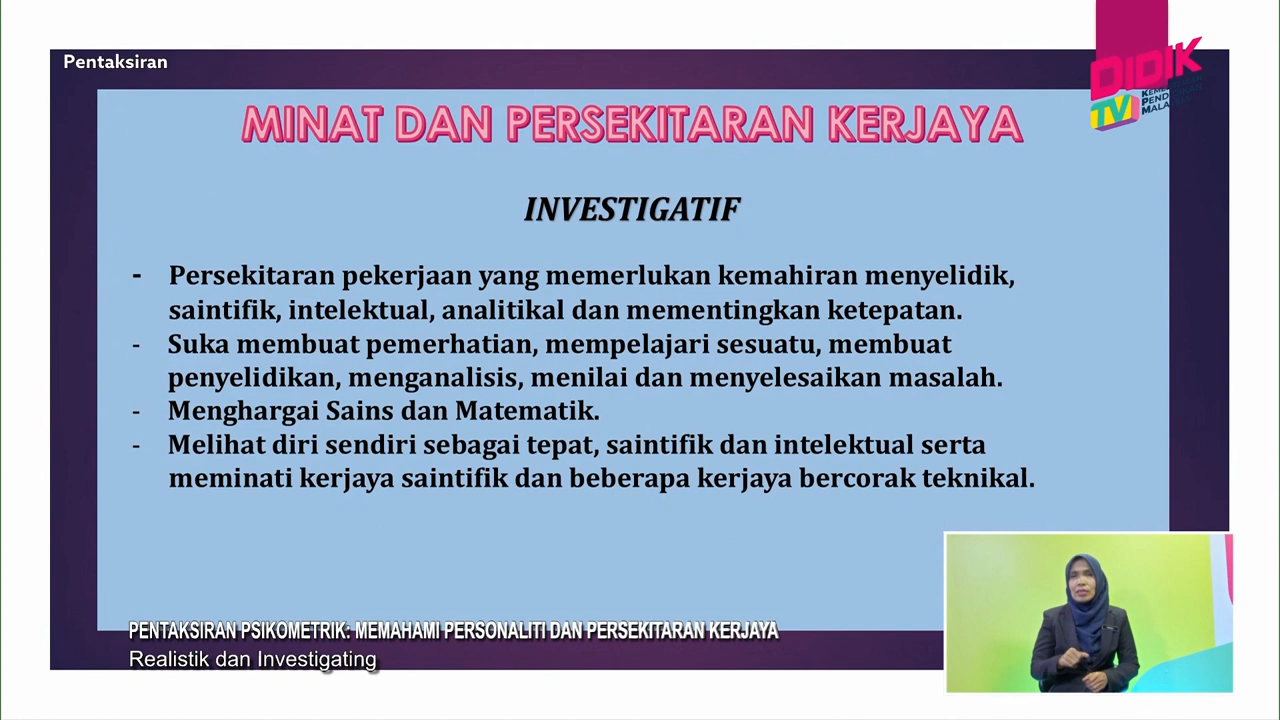 Pentaksiran
DIDIK
TV
KEMENTERIAN
PENDIDIKAN
MALAYSIA
MINAT DAN PERSEKITARAN KERJAYA
INVESTIGATIF
- Persekitaran pekerjaan yang memerlukan kemahiran menyelidik,
saintifik, intelektual, analitikal dan mementingkan ketepatan.
- Suka membuat pemerhatian, mempelajari sesuatu, membuat
penyelidikan, menganalisis, menilai dan menyelesaikan masalah.
- Menghargai Sains dan Matematik.
- Melihat diri sendiri sebagai tepat, saintifik dan intelektual serta
meminati kerjaya saintifik dan beberapa kerjaya bercorak teknikal.
PENTAKSIRAN PSIKOMETRIK: MEMAHAMI PERSONALITI DAN PERSEKITARAN KERJAYA
Realistik dan Investigating